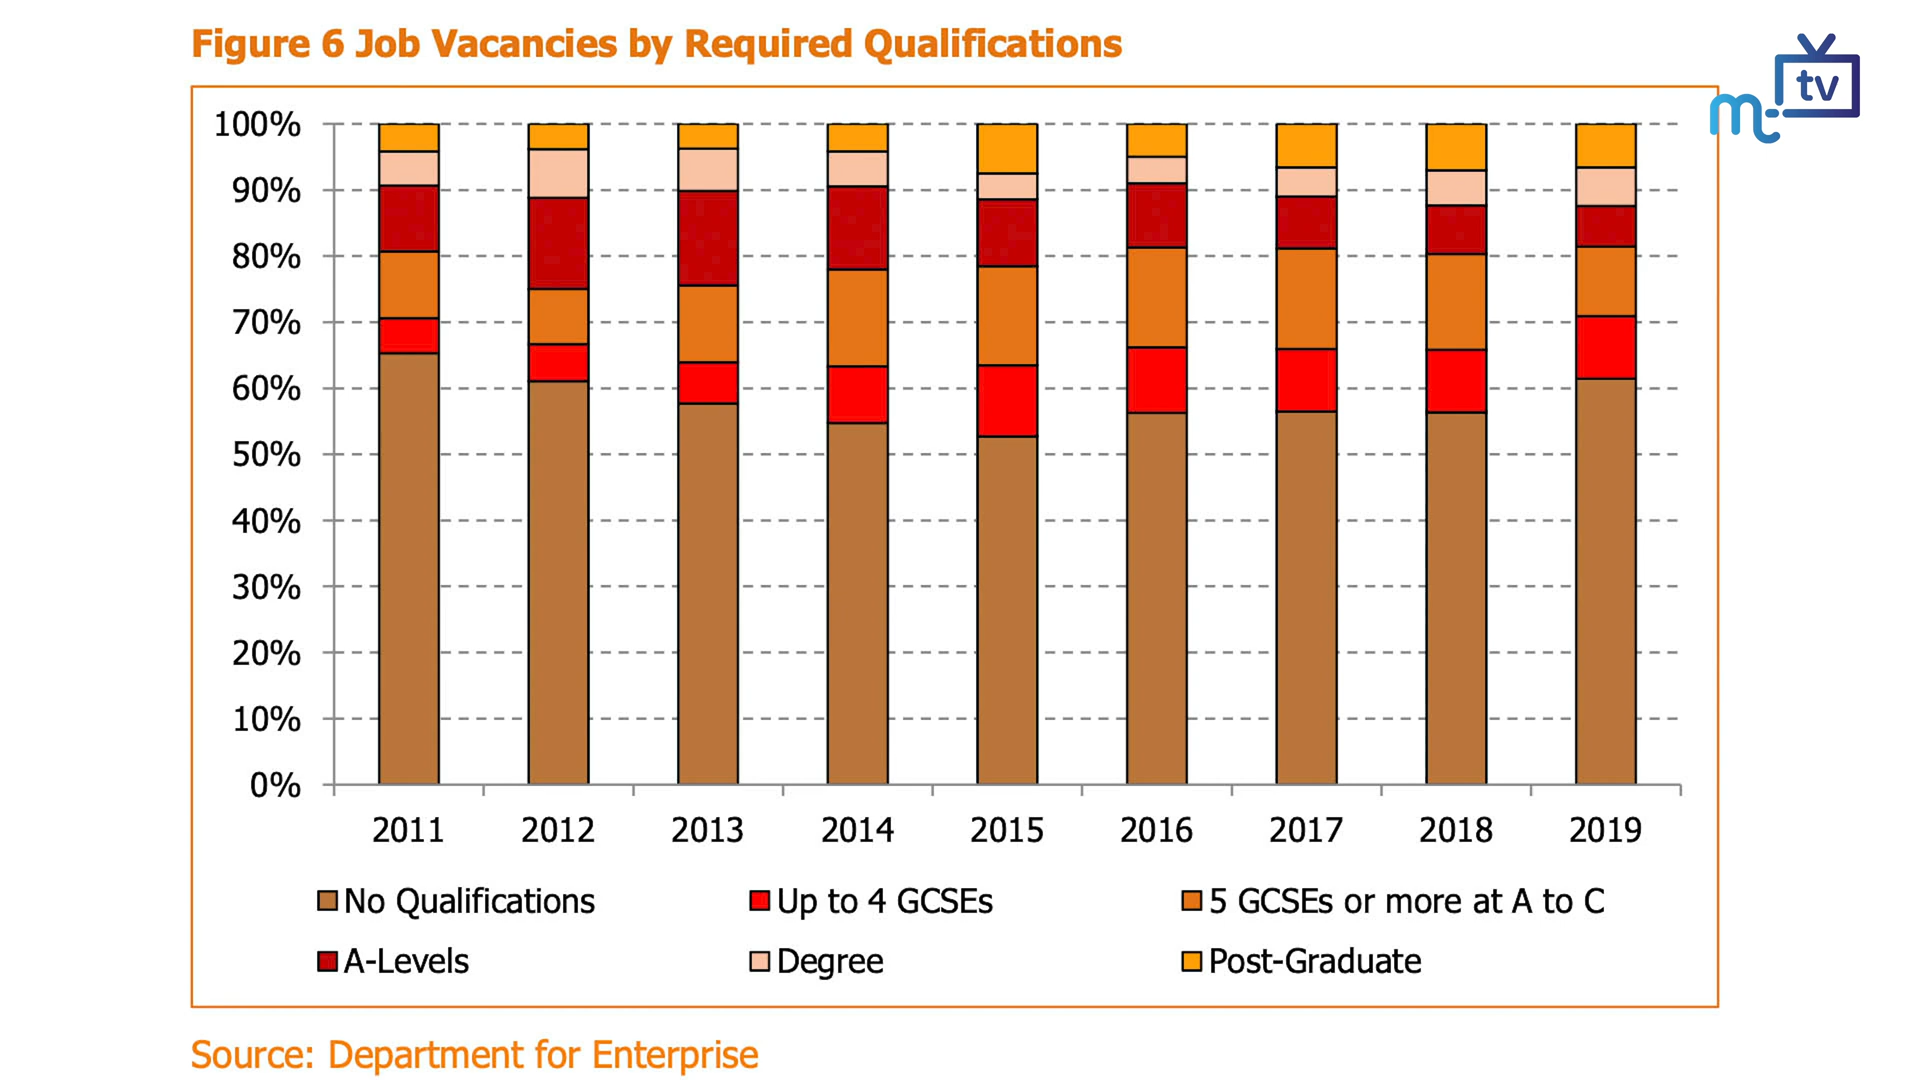 Figure 6 Job Vacancies by Required Qualifications
m tv
100%
90%
80%
70%
60%
50%
40%
30%
20%
10%
0%
2011 2012 2013 2014 2015 2016 2017 2018 2019
No Qualifications Up to 4 GCSEs 5 GCSEs or more at A to C
A-Levels Degree Post-Graduate
Source: Department for Enterprise